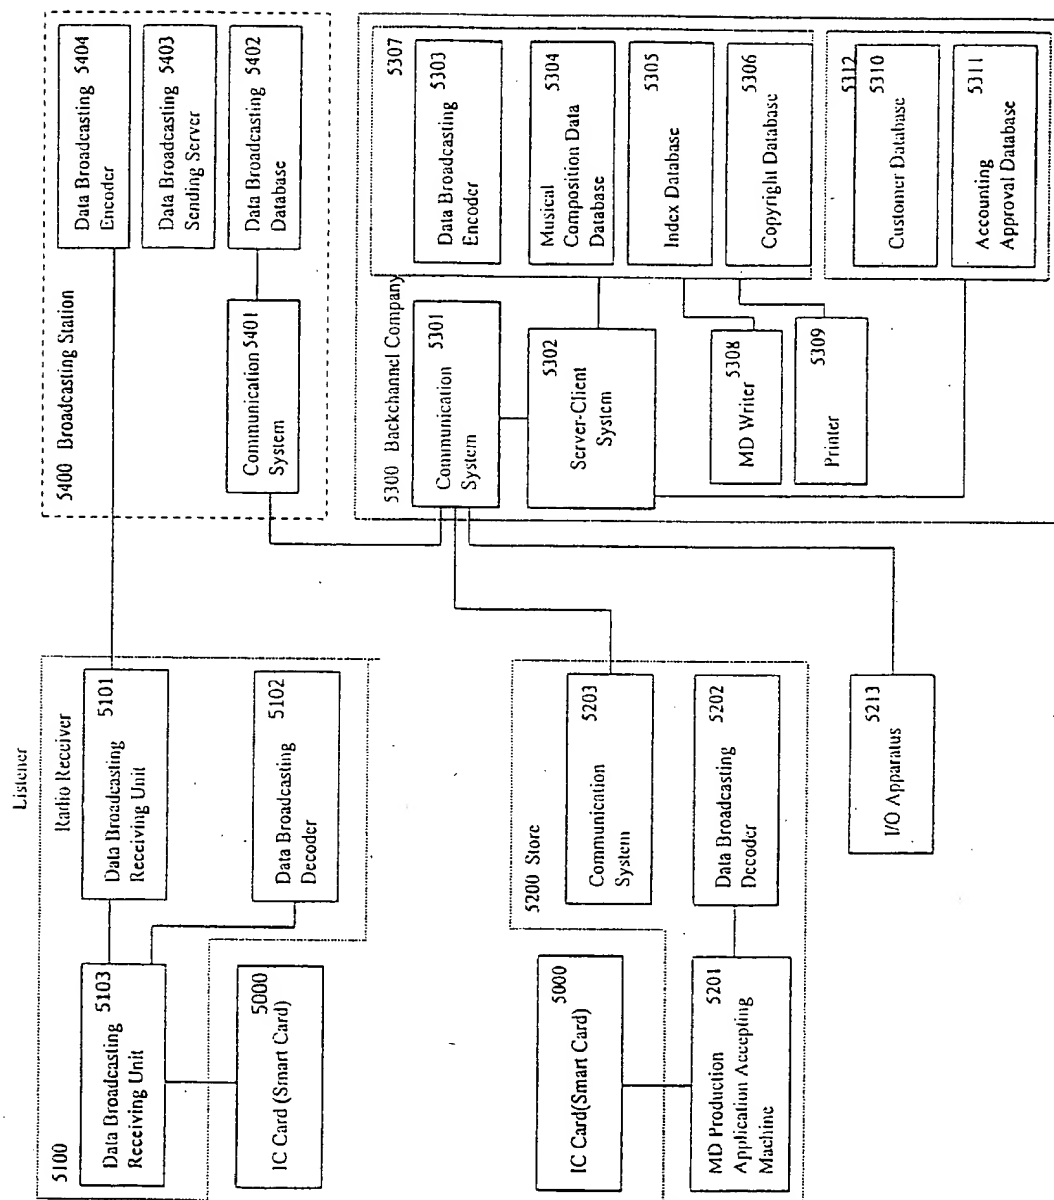 Listener
5100
Radio Receiver
5103
Data Broadcasting
Receiving Unit
5101
Data Broadcasting
Receiving Unit
5102
Data Broadcasting
Decoder
5000
IC Card (Smart Card)
5400 Broadcasting Station
Data Broadcasting 5404
Encoder
Data Broadcasting 5403
Sending Server
Data Broadcasting 5402
Database
Communication 5401
System
5200 Store
5000
IC Card(Smart Card)
5203
Communication
System
5201
MD Production
Application Accepting
Machine
5202
Data Broadcasting
Decoder
5213
I/O Apparatus
5300 Backchannel Company
5301
Communication
System
5302
Server-Client
System
5307
5303
Data Broadcasting
Encoder
5304
Musical
Composition Data
Database
5305
Index Database
5306
Copyright Database
5308
MD Writer
5309
Printer
5312
5310
Customer Database
5311
Accounting
Approval Database